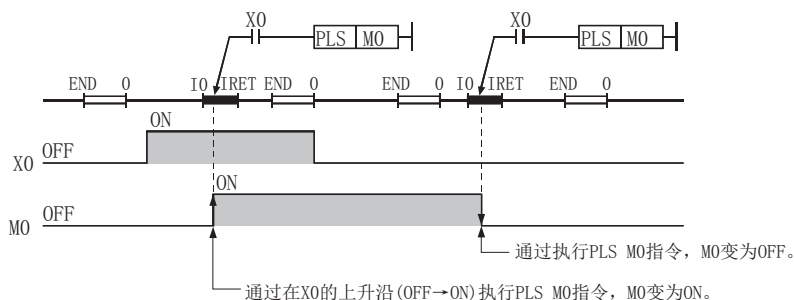 X0 X0
PLS M0 PLS M0
END 0 I0 IRET END 0 END 0 I0 IRET END 0
ON
X0 OFF
ON
M0 OFF
通过执行PLS M0指令，M0变为OFF。
通过在X0的上升沿(OFF→ON)执行PLS M0指令，M0变为ON。